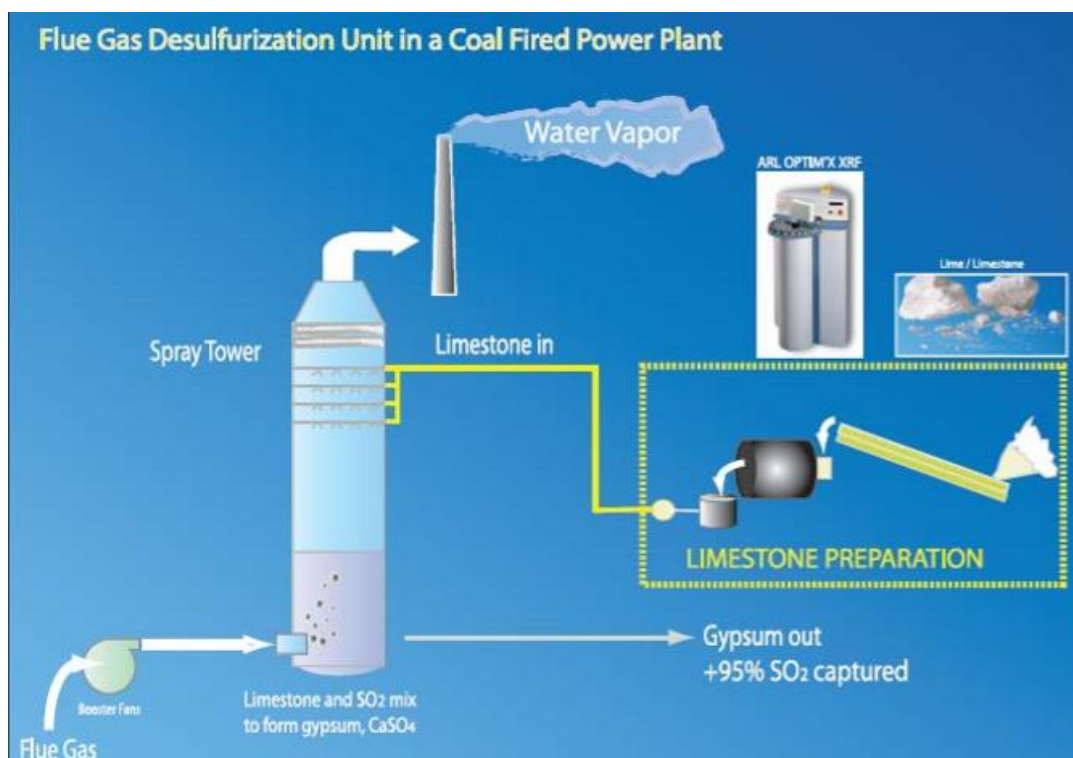 Flue Gas Desulfurization Unit in a Coal Fired Power Plant
Water Vapor
ARL OPTIM'X XRF
Lime / Limestone
Spray Tower
Limestone in
LIMESTONE PREPARATION
Gypsum out
+95% SO₂ captured
Booster Fans
Limestone and SO₂ mix
to form gypsum, CaSO₄
Flue Gas